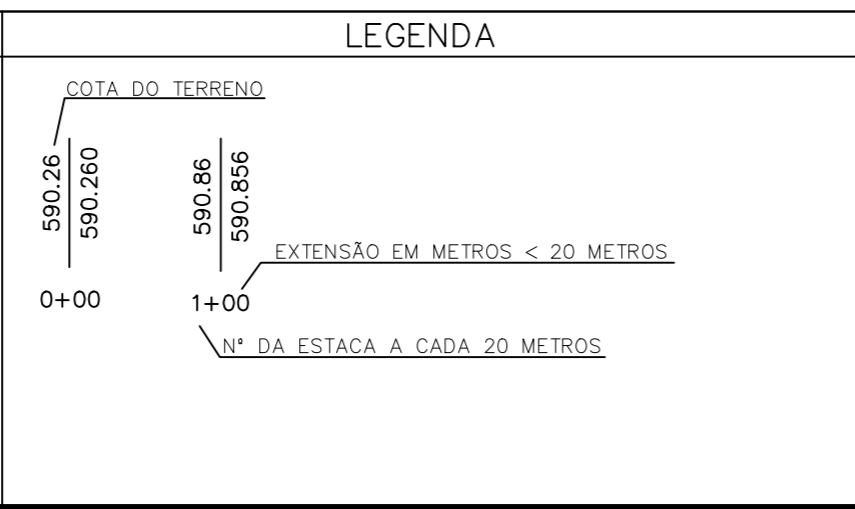 LEGENDA
COTA DO TERRENO
590.26
590.260
590.86
590.856
EXTENSÃO EM METROS < 20 METROS
0+00
1+00
N° DA ESTACA A CADA 20 METROS